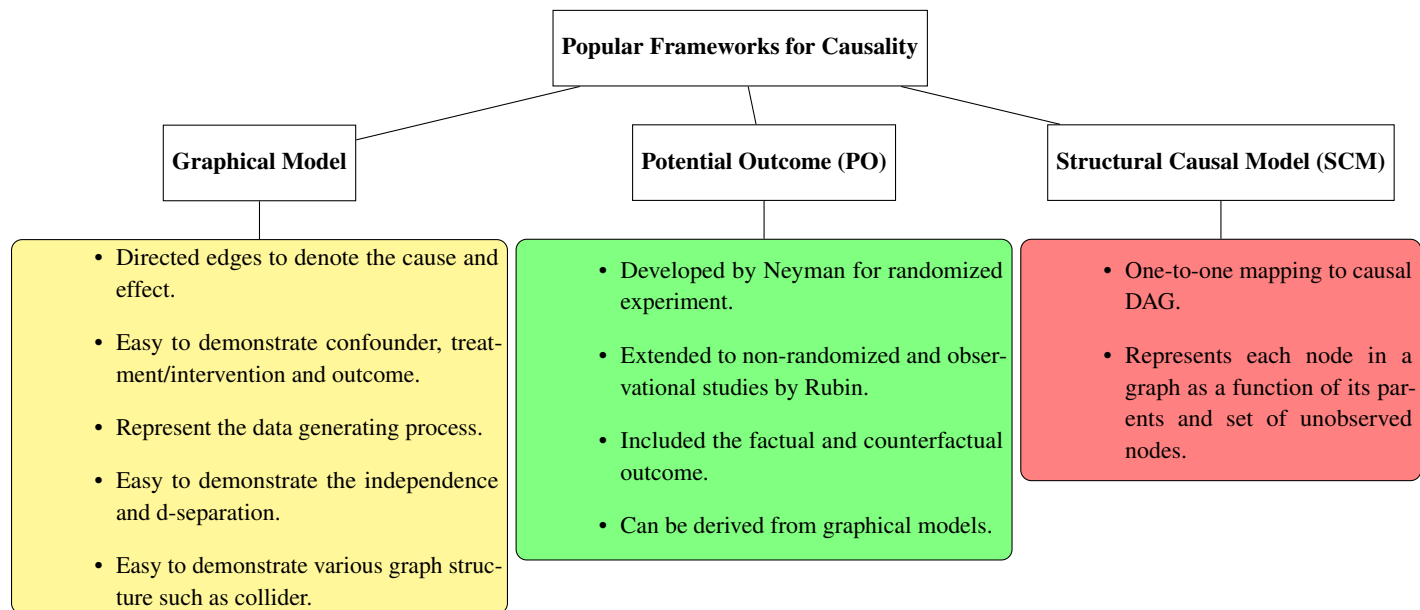 Popular Frameworks for Causality
Graphical Model
Potential Outcome (PO)
Structural Causal Model (SCM)
• Directed edges to denote the cause and
effect.
• Easy to demonstrate confounder, treat-
ment/intervention and outcome.
• Represent the data generating process.
• Easy to demonstrate the independence
and d-separation.
• Easy to demonstrate various graph struc-
ture such as collider.
• Developed by Neyman for randomized
experiment.
• Extended to non-randomized and obser-
vational studies by Rubin.
• Included the factual and counterfactual
outcome.
• Can be derived from graphical models.
• One-to-one mapping to causal
DAG.
• Represents each node in a
graph as a function of its par-
ents and set of unobserved
nodes.